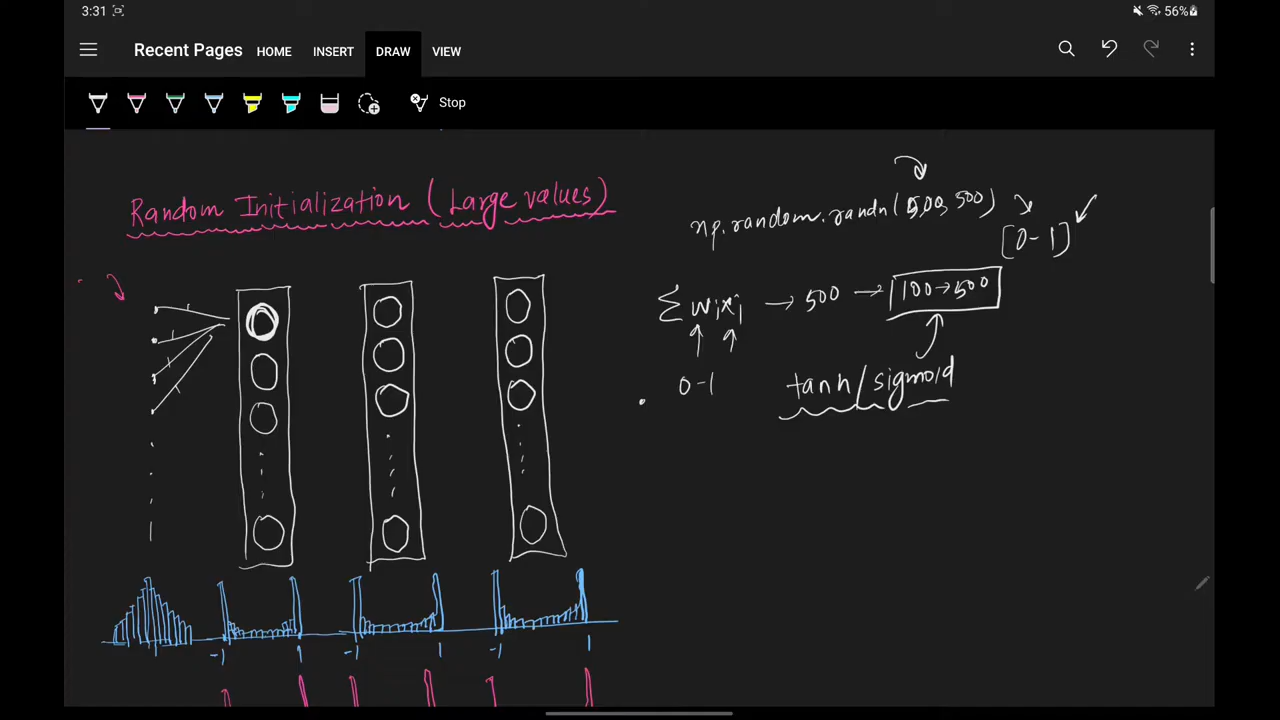 3:31
56%
Recent Pages HOME INSERT DRAW VIEW
Stop
Random Initialization (Large values)
np.random.randn(500, 500)
[0-1]
Σ wixi → 500 → 100→500
0-1
tanh/sigmoid
-1 1 -1 1 -1 1